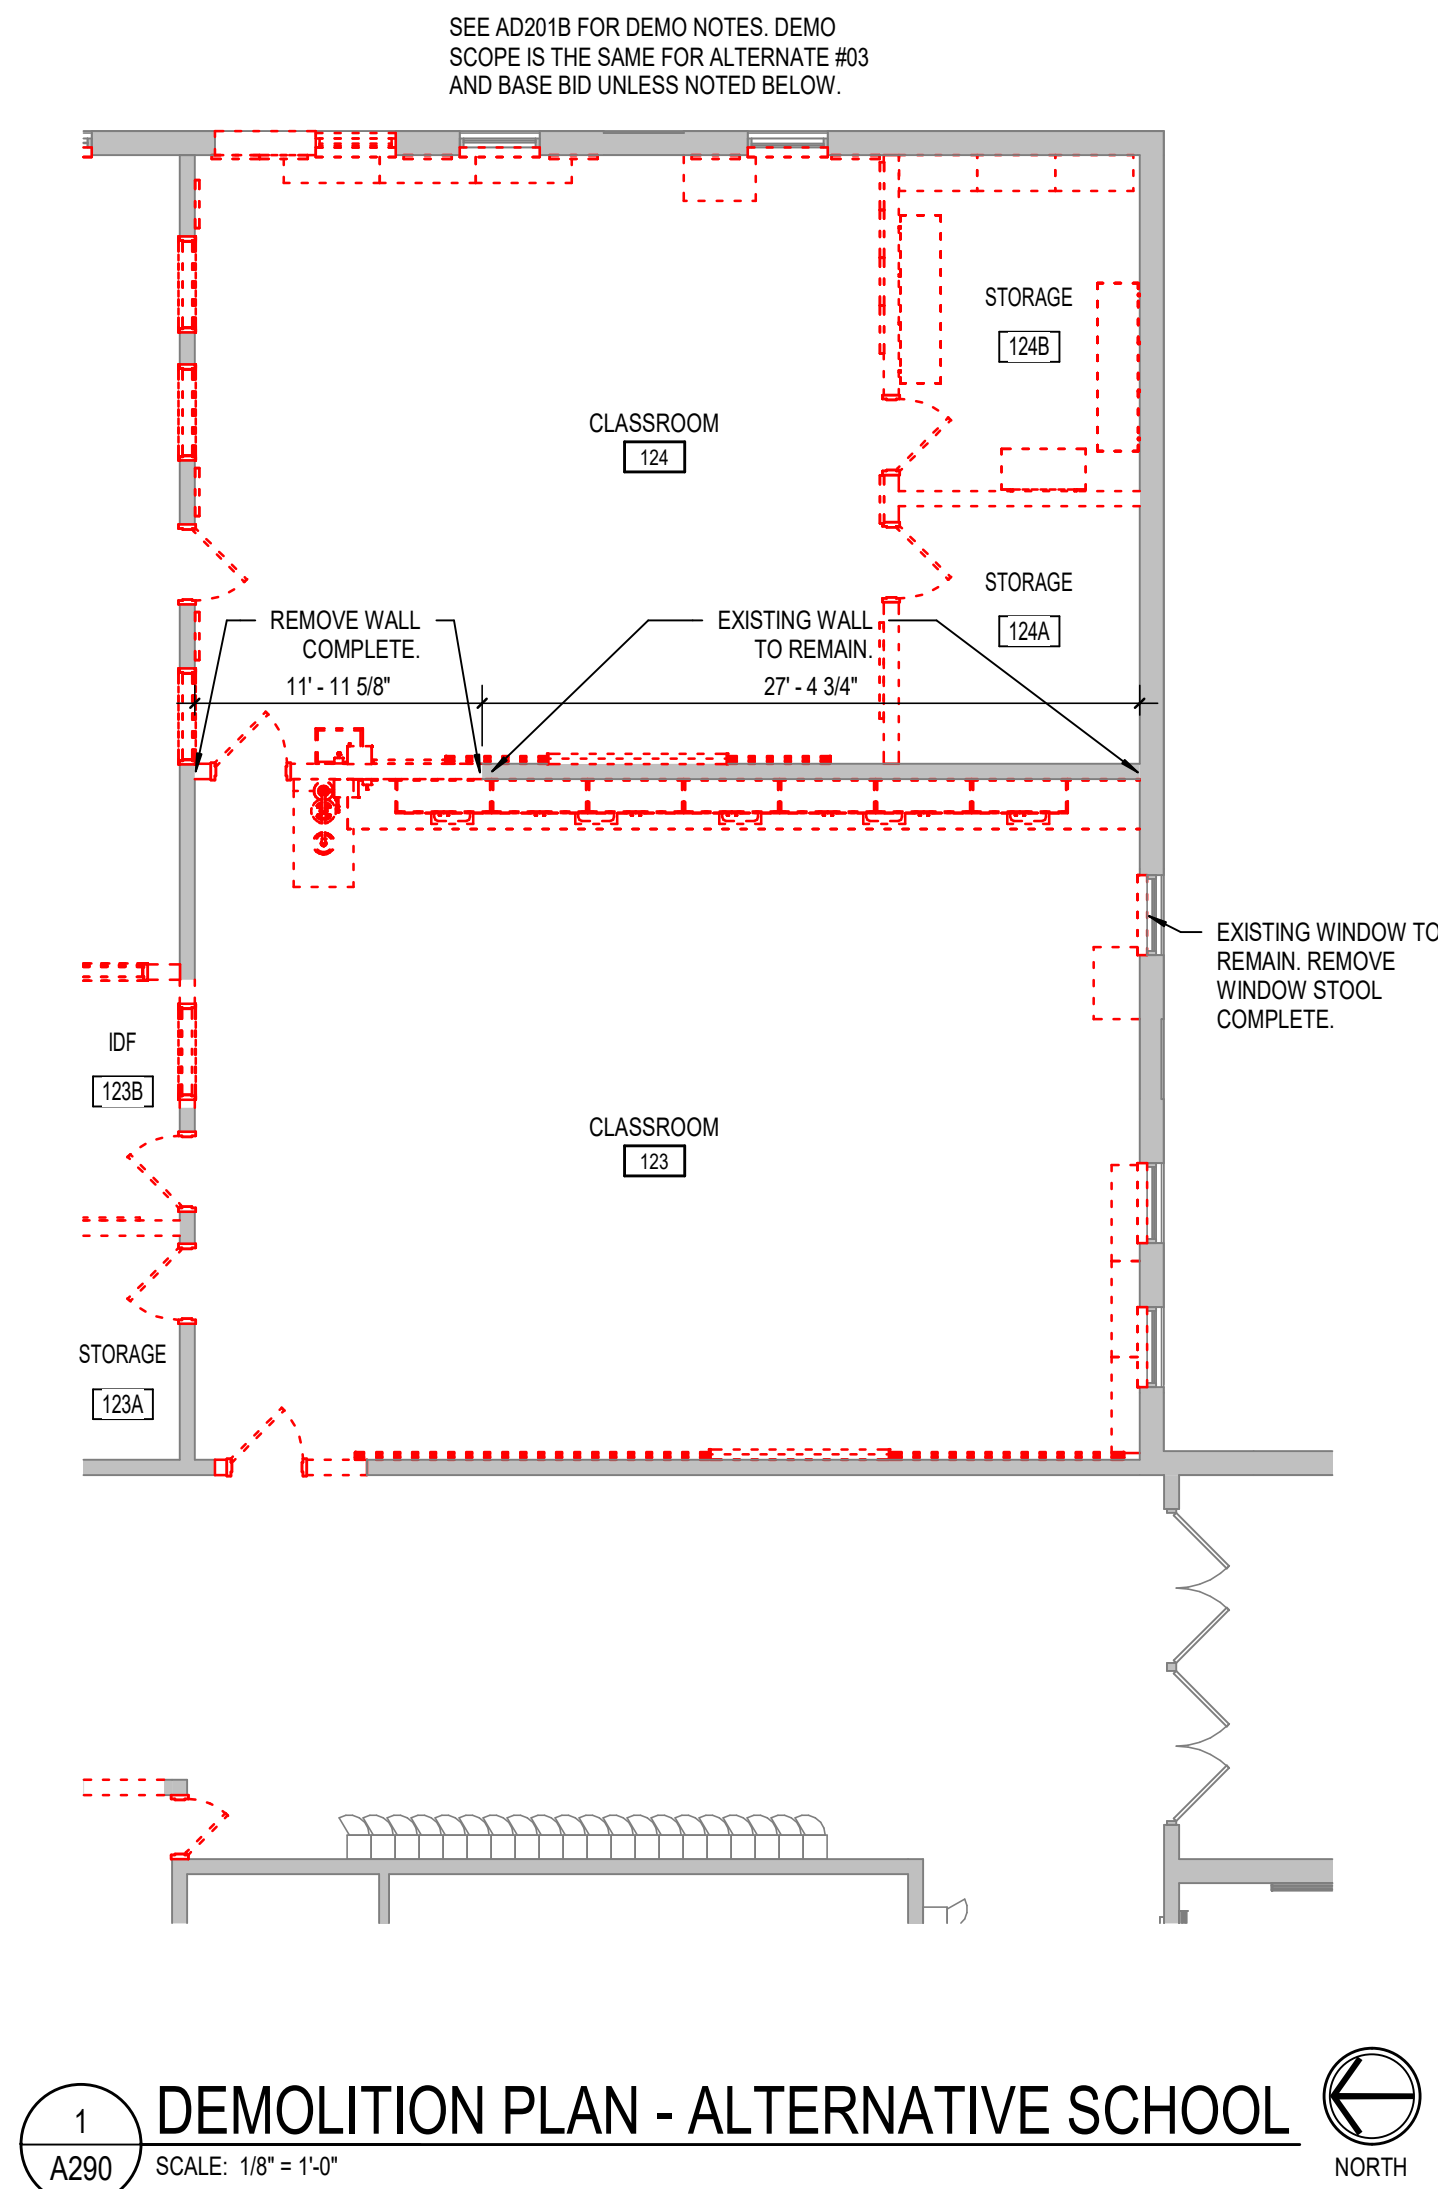 SEE AD201B FOR DEMO NOTES. DEMO
SCOPE IS THE SAME FOR ALTERNATE #03
AND BASE BID UNLESS NOTED BELOW.
STORAGE
124B
CLASSROOM
124
STORAGE
124A
REMOVE WALL
COMPLETE.
11' - 11 5/8"
EXISTING WALL
TO REMAIN.
27' - 4 3/4"
EXISTING WINDOW TO
REMAIN. REMOVE
WINDOW STOOL
COMPLETE.
IDF
123B
CLASSROOM
123
STORAGE
123A
1
A290
DEMOLITION PLAN - ALTERNATIVE SCHOOL
SCALE: 1/8" = 1'-0"
NORTH